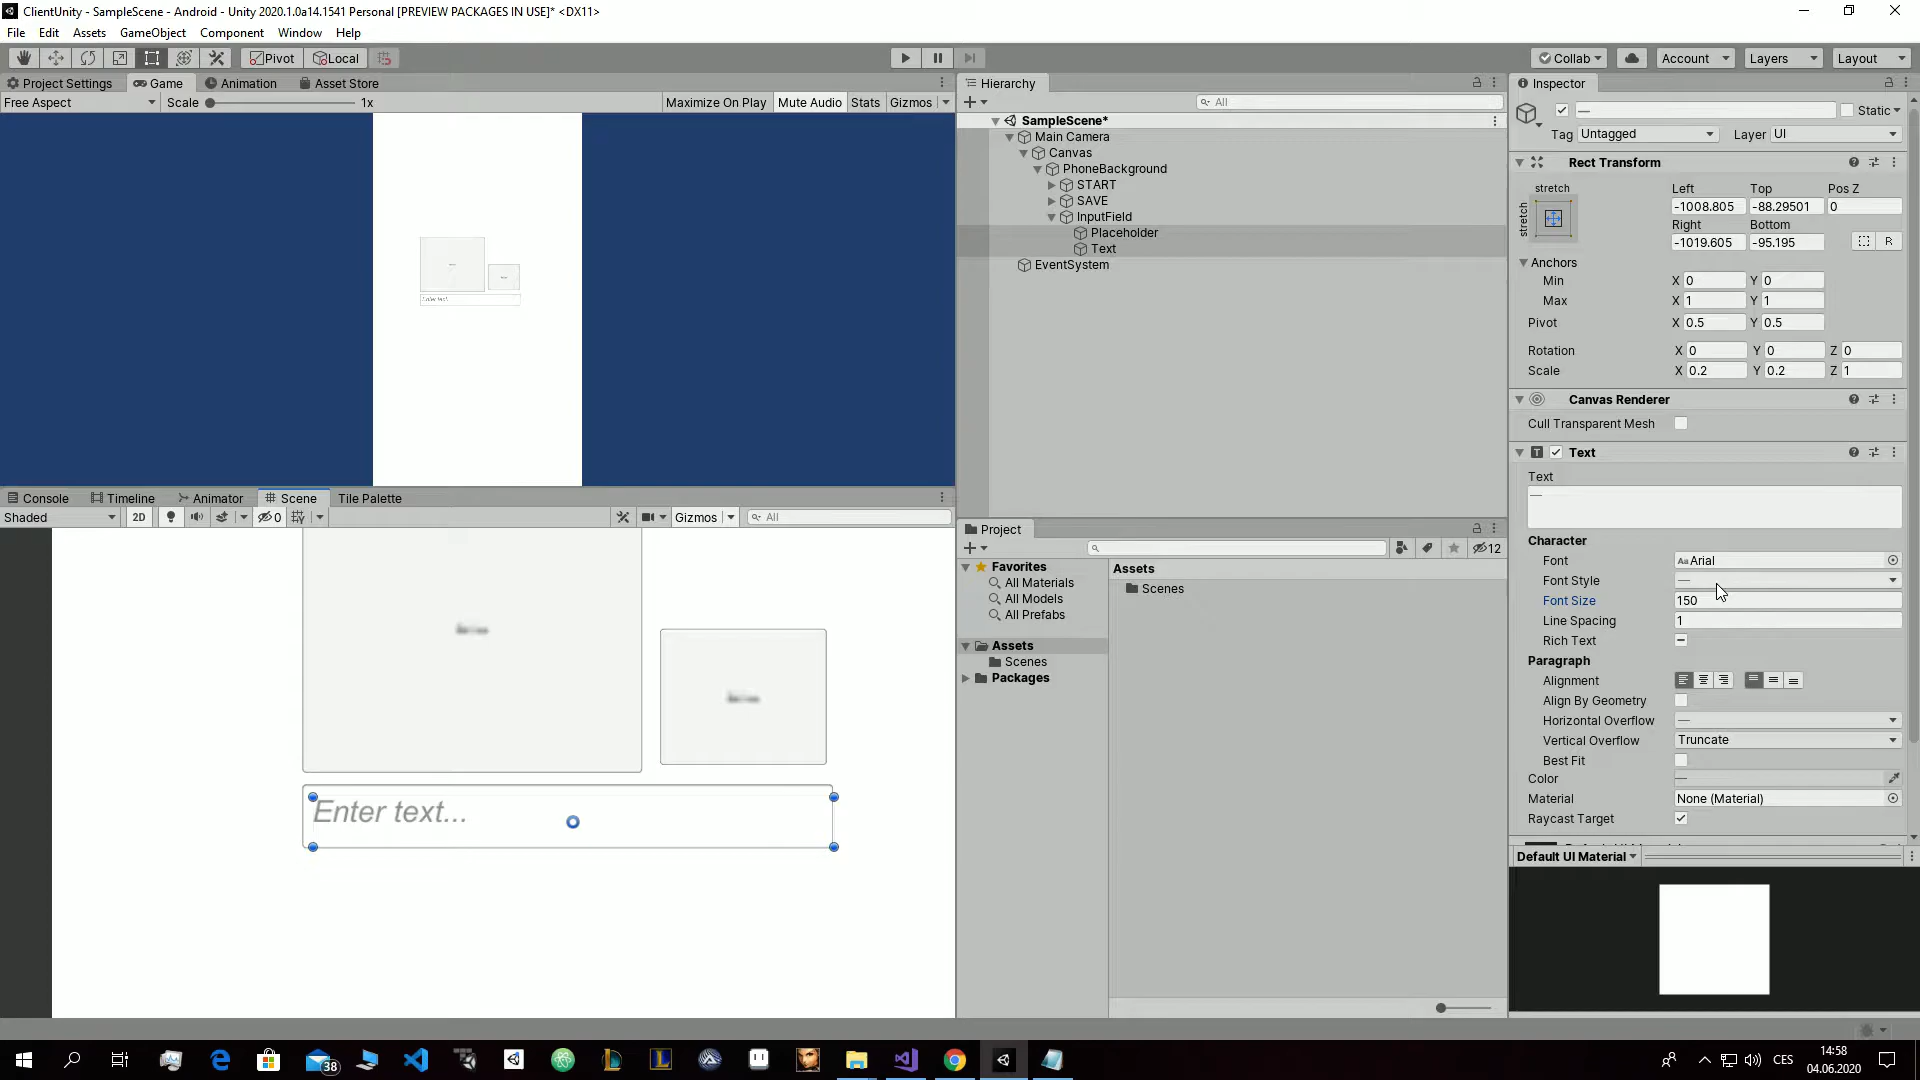 ClientUnity - SampleScene - Android - Unity 2020.1.0a14.1541 Personal [PREVIEW PACKAGES IN USE]* <DX11>
File Edit Assets GameObject Component Window Help
Pivot Local Collab Account Layers Layout
Project Settings Game Animation Asset Store
Free Aspect Scale 1x Maximize On Play Mute Audio Stats Gizmos
Enter text...
Console Timeline Animator Scene Tile Palette
Shaded 2D 0 Gizmos All
Enter text...
Hierarchy
All
SampleScene*
Main Camera
Canvas
PhoneBackground
START
SAVE
InputField
Placeholder
Text
EventSystem
Project
12
Favorites
All Materials
All Models
All Prefabs
Assets
Scenes
Packages
Assets
Scenes
Inspector
— Static
Tag Untagged Layer UI
Rect Transform
stretch Left Top Pos Z
stretch -1008.805 -88.29501 0
Right Bottom
-1019.605 -95.195 R
Anchors
Min X 0 Y 0
Max X 1 Y 1
Pivot X 0.5 Y 0.5
Rotation X 0 Y 0 Z 0
Scale X 0.2 Y 0.2 Z 1
Canvas Renderer
Cull Transparent Mesh
Text
Text
—
Character
Font Aa Arial
Font Style —
Font Size 150
Line Spacing 1
Rich Text
Paragraph
Alignment
Align By Geometry
Horizontal Overflow —
Vertical Overflow Truncate
Best Fit
Color —
Material None (Material)
Raycast Target
Default UI Material
38 CES 14:58
04.06.2020